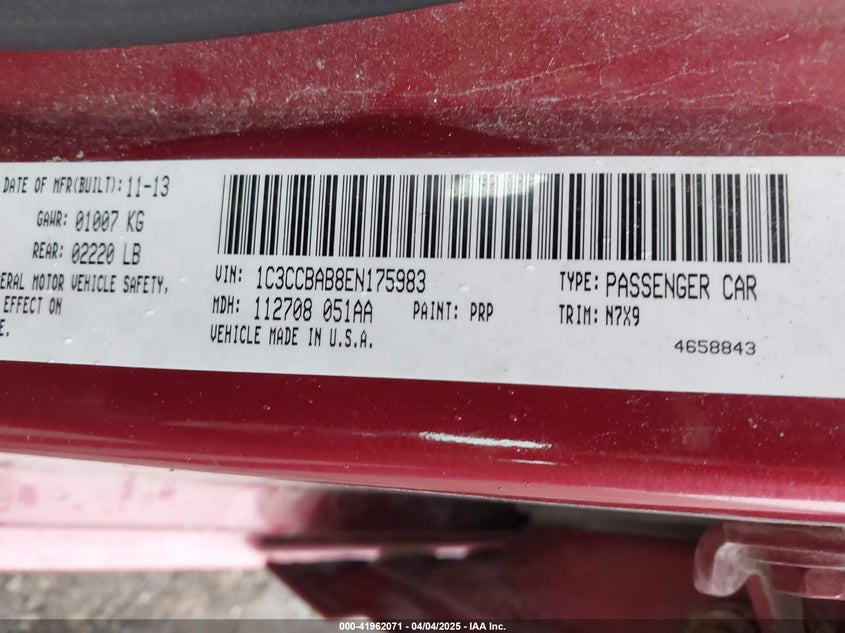 DATE OF MFR(BUILT): 11-13
GAWR: 01007 KG
REAR: 02220 LB
ERAL MOTOR VEHICLE SAFETY,
EFFECT ON
E.
VIN: 1C3CCBAB8EN175983
TYPE: PASSENGER CAR
MDH: 112708 051AA
PAINT: PRP
TRIM: N7X9
VEHICLE MADE IN U.S.A.
4658843
000-41962071 - 04/04/2025 - IAA Inc.